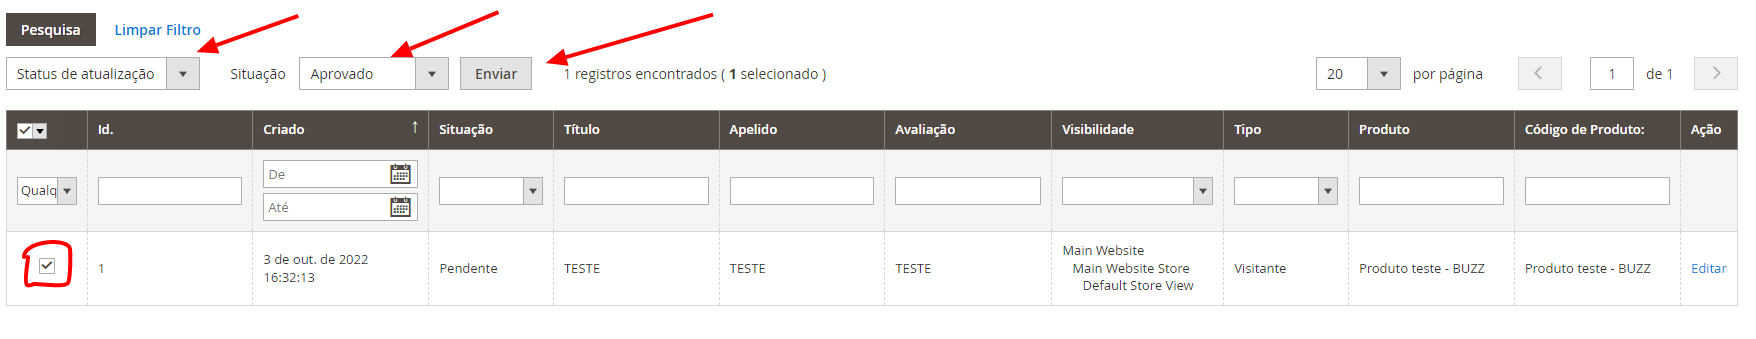 Pesquisa Limpar Filtro
Status de atualização Situação Aprovado Enviar 1 registros encontrados ( 1 selecionado ) 20 por página 1 de 1
Id. Criado ↑ Situação Título Apelido Avaliação Visibilidade Tipo Produto Código de Produto: Ação
De
Qualq
Até
Main Website
3 de out. de 2022
1 Pendente TESTE TESTE TESTE Main Website Store Visitante Produto teste - BUZZ Produto teste - BUZZ Editar
16:32:13
Default Store View